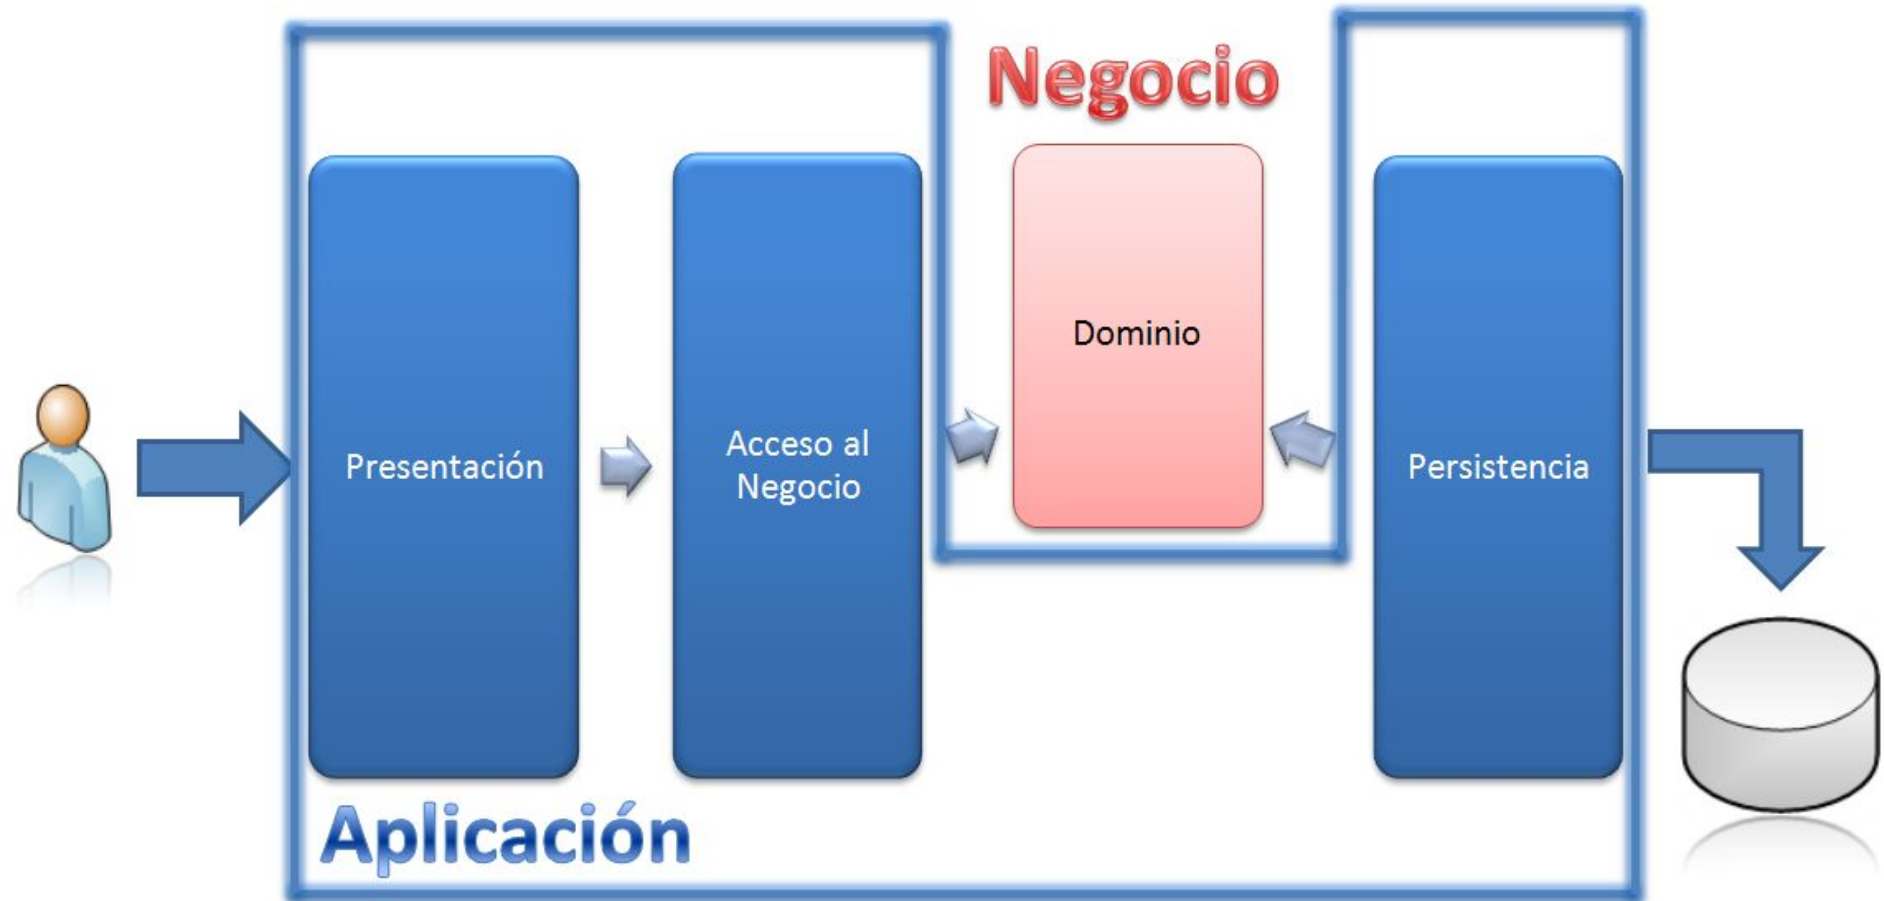 Negocio
Presentación
Acceso al
Negocio
Dominio
Persistencia
Aplicación